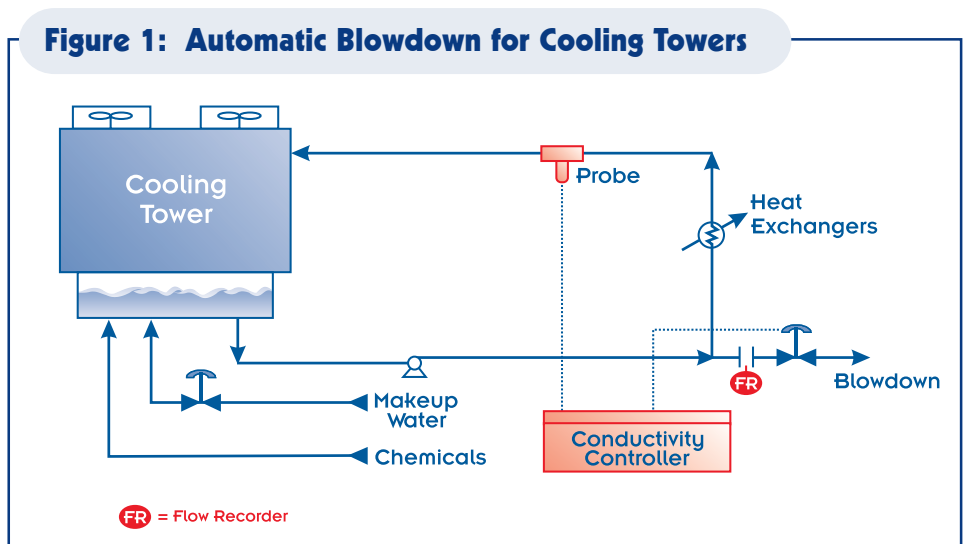 Figure 1:  Automatic Blowdown for Cooling Towers
Cooling
Tower
Probe
Heat
Exchangers
FR
Blowdown
Makeup
Water
Conductivity
Controller
Chemicals
FR = Flow Recorder